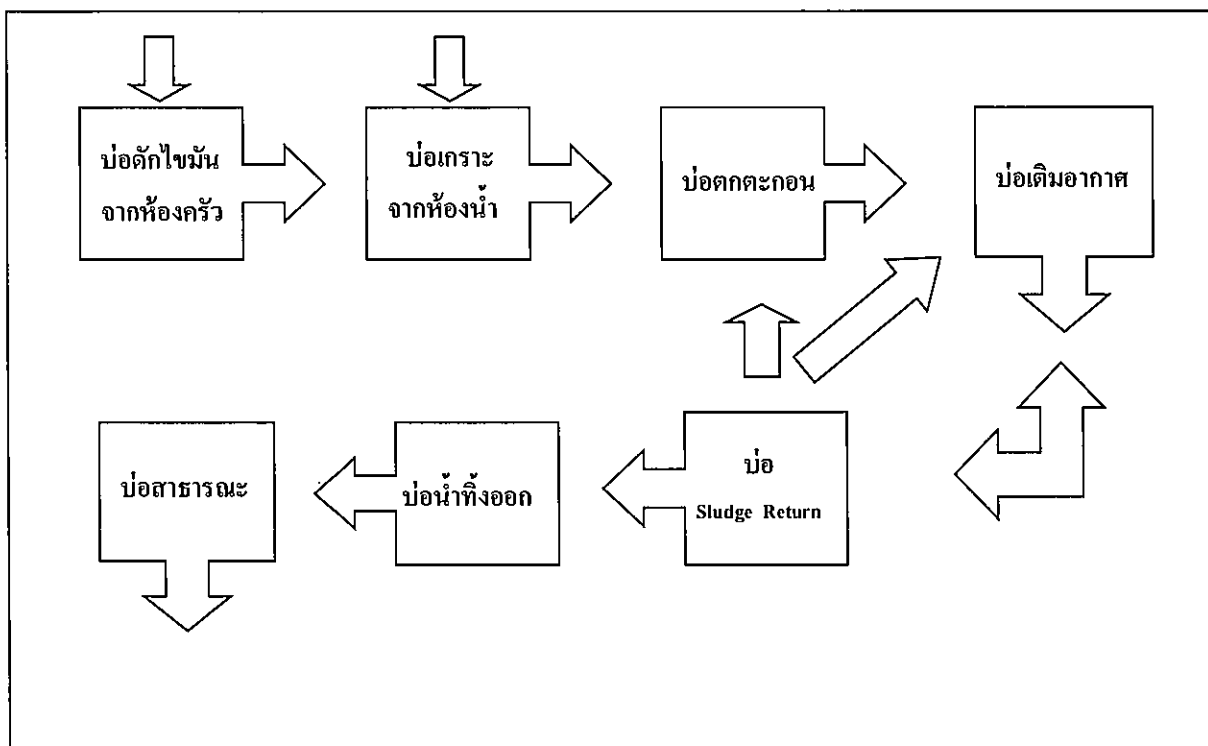 บ่อดักไขมัน
จากห้องครัว
บ่อเกราะ
จากห้องน้ำ
บ่อตกตะกอน
บ่อเติมอากาศ
บ่อสาธารณะ
บ่อน้ำทิ้งออก
บ่อ
Sludge Return